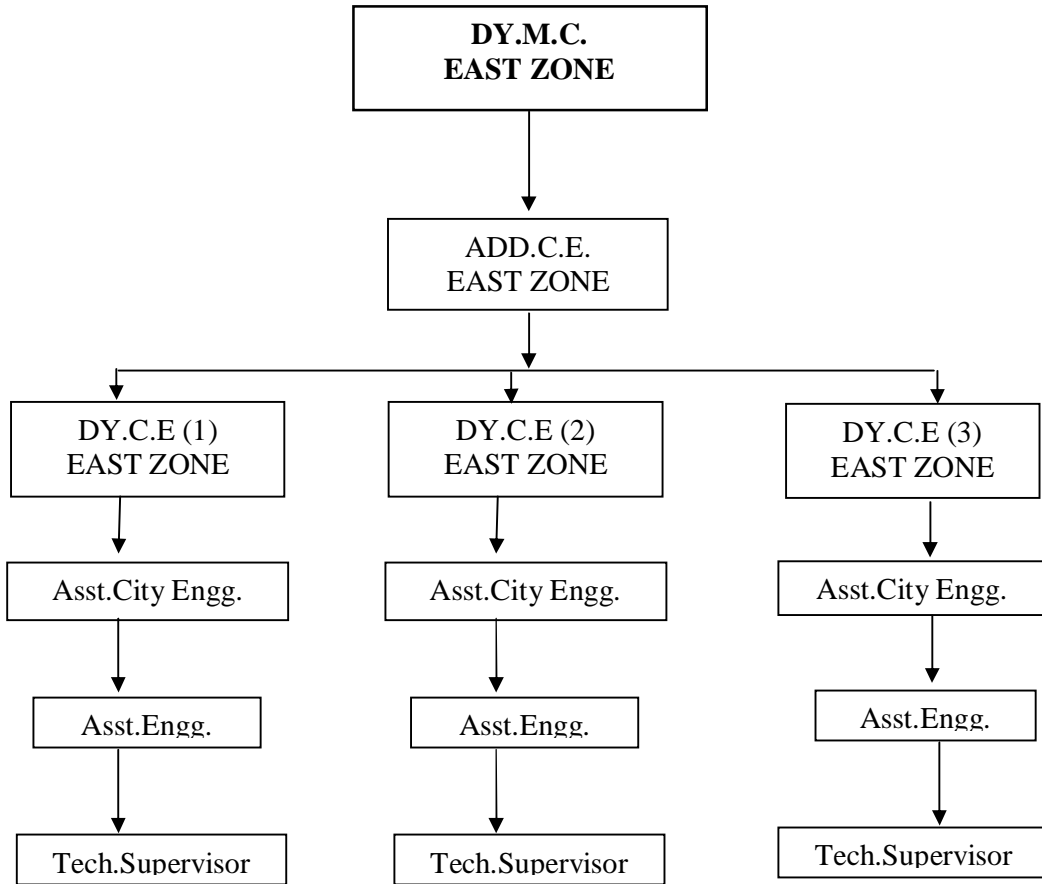 DY.M.C.
EAST ZONE
ADD.C.E.
EAST ZONE
DY.C.E (1)
EAST ZONE
DY.C.E (2)
EAST ZONE
DY.C.E (3)
EAST ZONE
Asst.City Engg.
Asst.City Engg.
Asst.City Engg.
Asst.Engg.
Asst.Engg.
Asst.Engg.
Tech.Supervisor
Tech.Supervisor
Tech.Supervisor